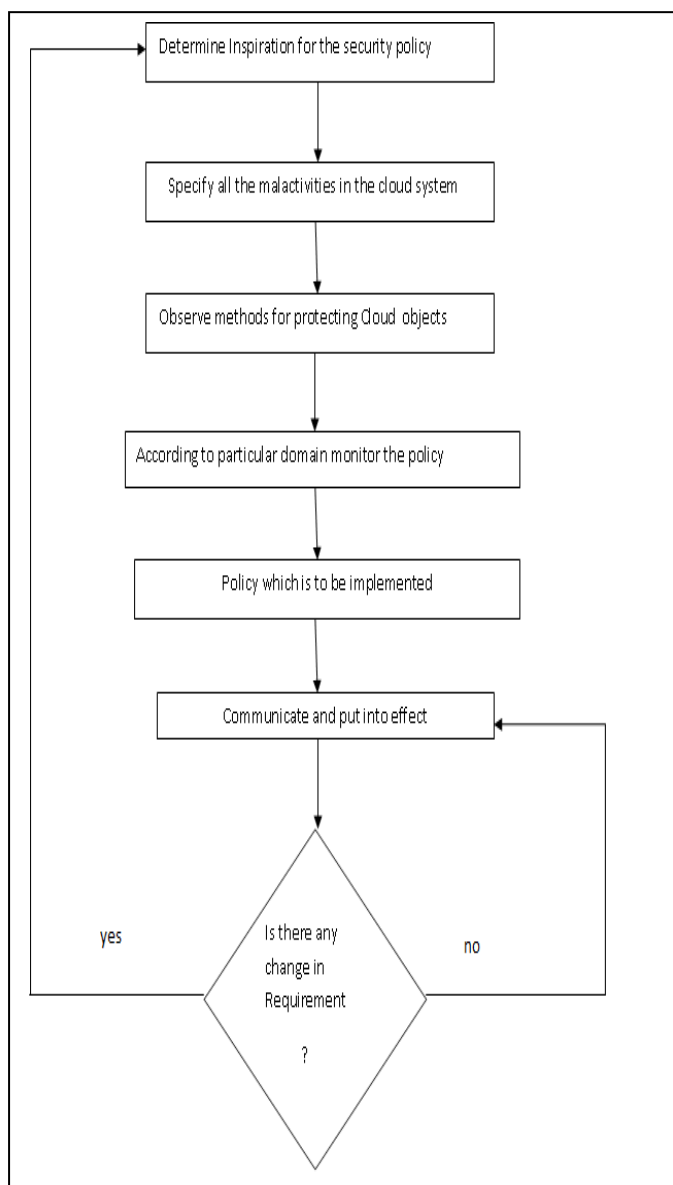 Determine Inspiration for the security policy
Specify all the malactivities in the cloud system
Observe methods for protecting Cloud objects
According to particular domain monitor the policy
Policy which is to be implemented
Communicate and put into effect
yes
Is there any
change in
Requirement
?
no